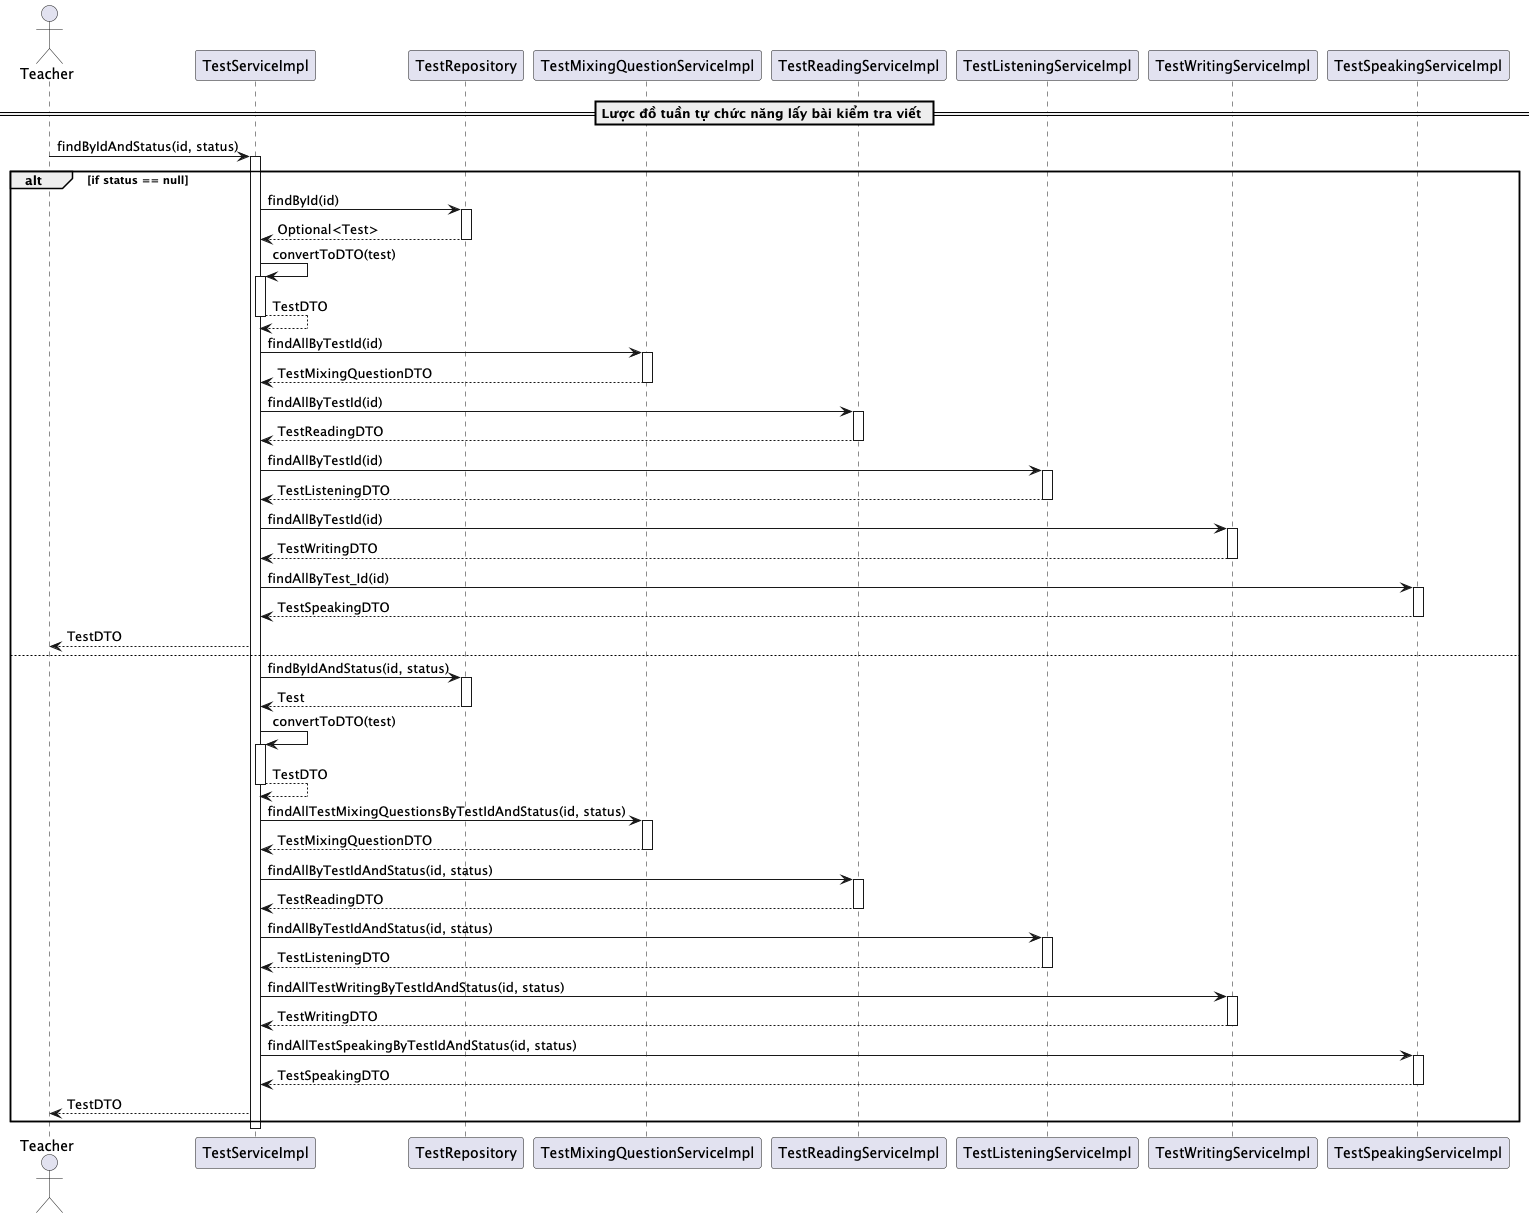 Teacher
TestServiceImpl
TestRepository
TestMixingQuestionServiceImpl
TestReadingServiceImpl
TestListeningServiceImpl
TestWritingServiceImpl
TestSpeakingServiceImpl
Lược đồ tuần tự chức năng lấy bài kiểm tra viết
findByIdAndStatus(id, status)
alt
[if status == null]
findById(id)
Optional<Test>
convertToDTO(test)
TestDTO
findAllByTestId(id)
TestMixingQuestionDTO
findAllByTestId(id)
TestReadingDTO
findAllByTestId(id)
TestListeningDTO
findAllByTestId(id)
TestWritingDTO
findAllByTest_Id(id)
TestSpeakingDTO
TestDTO
findByIdAndStatus(id, status)
Test
convertToDTO(test)
TestDTO
findAllTestMixingQuestionsByTestIdAndStatus(id, status)
TestMixingQuestionDTO
findAllByTestIdAndStatus(id, status)
TestReadingDTO
findAllByTestIdAndStatus(id, status)
TestListeningDTO
findAllTestWritingByTestIdAndStatus(id, status)
TestWritingDTO
findAllTestSpeakingByTestIdAndStatus(id, status)
TestSpeakingDTO
TestDTO
Teacher
TestServiceImpl
TestRepository
TestMixingQuestionServiceImpl
TestReadingServiceImpl
TestListeningServiceImpl
TestWritingServiceImpl
TestSpeakingServiceImpl